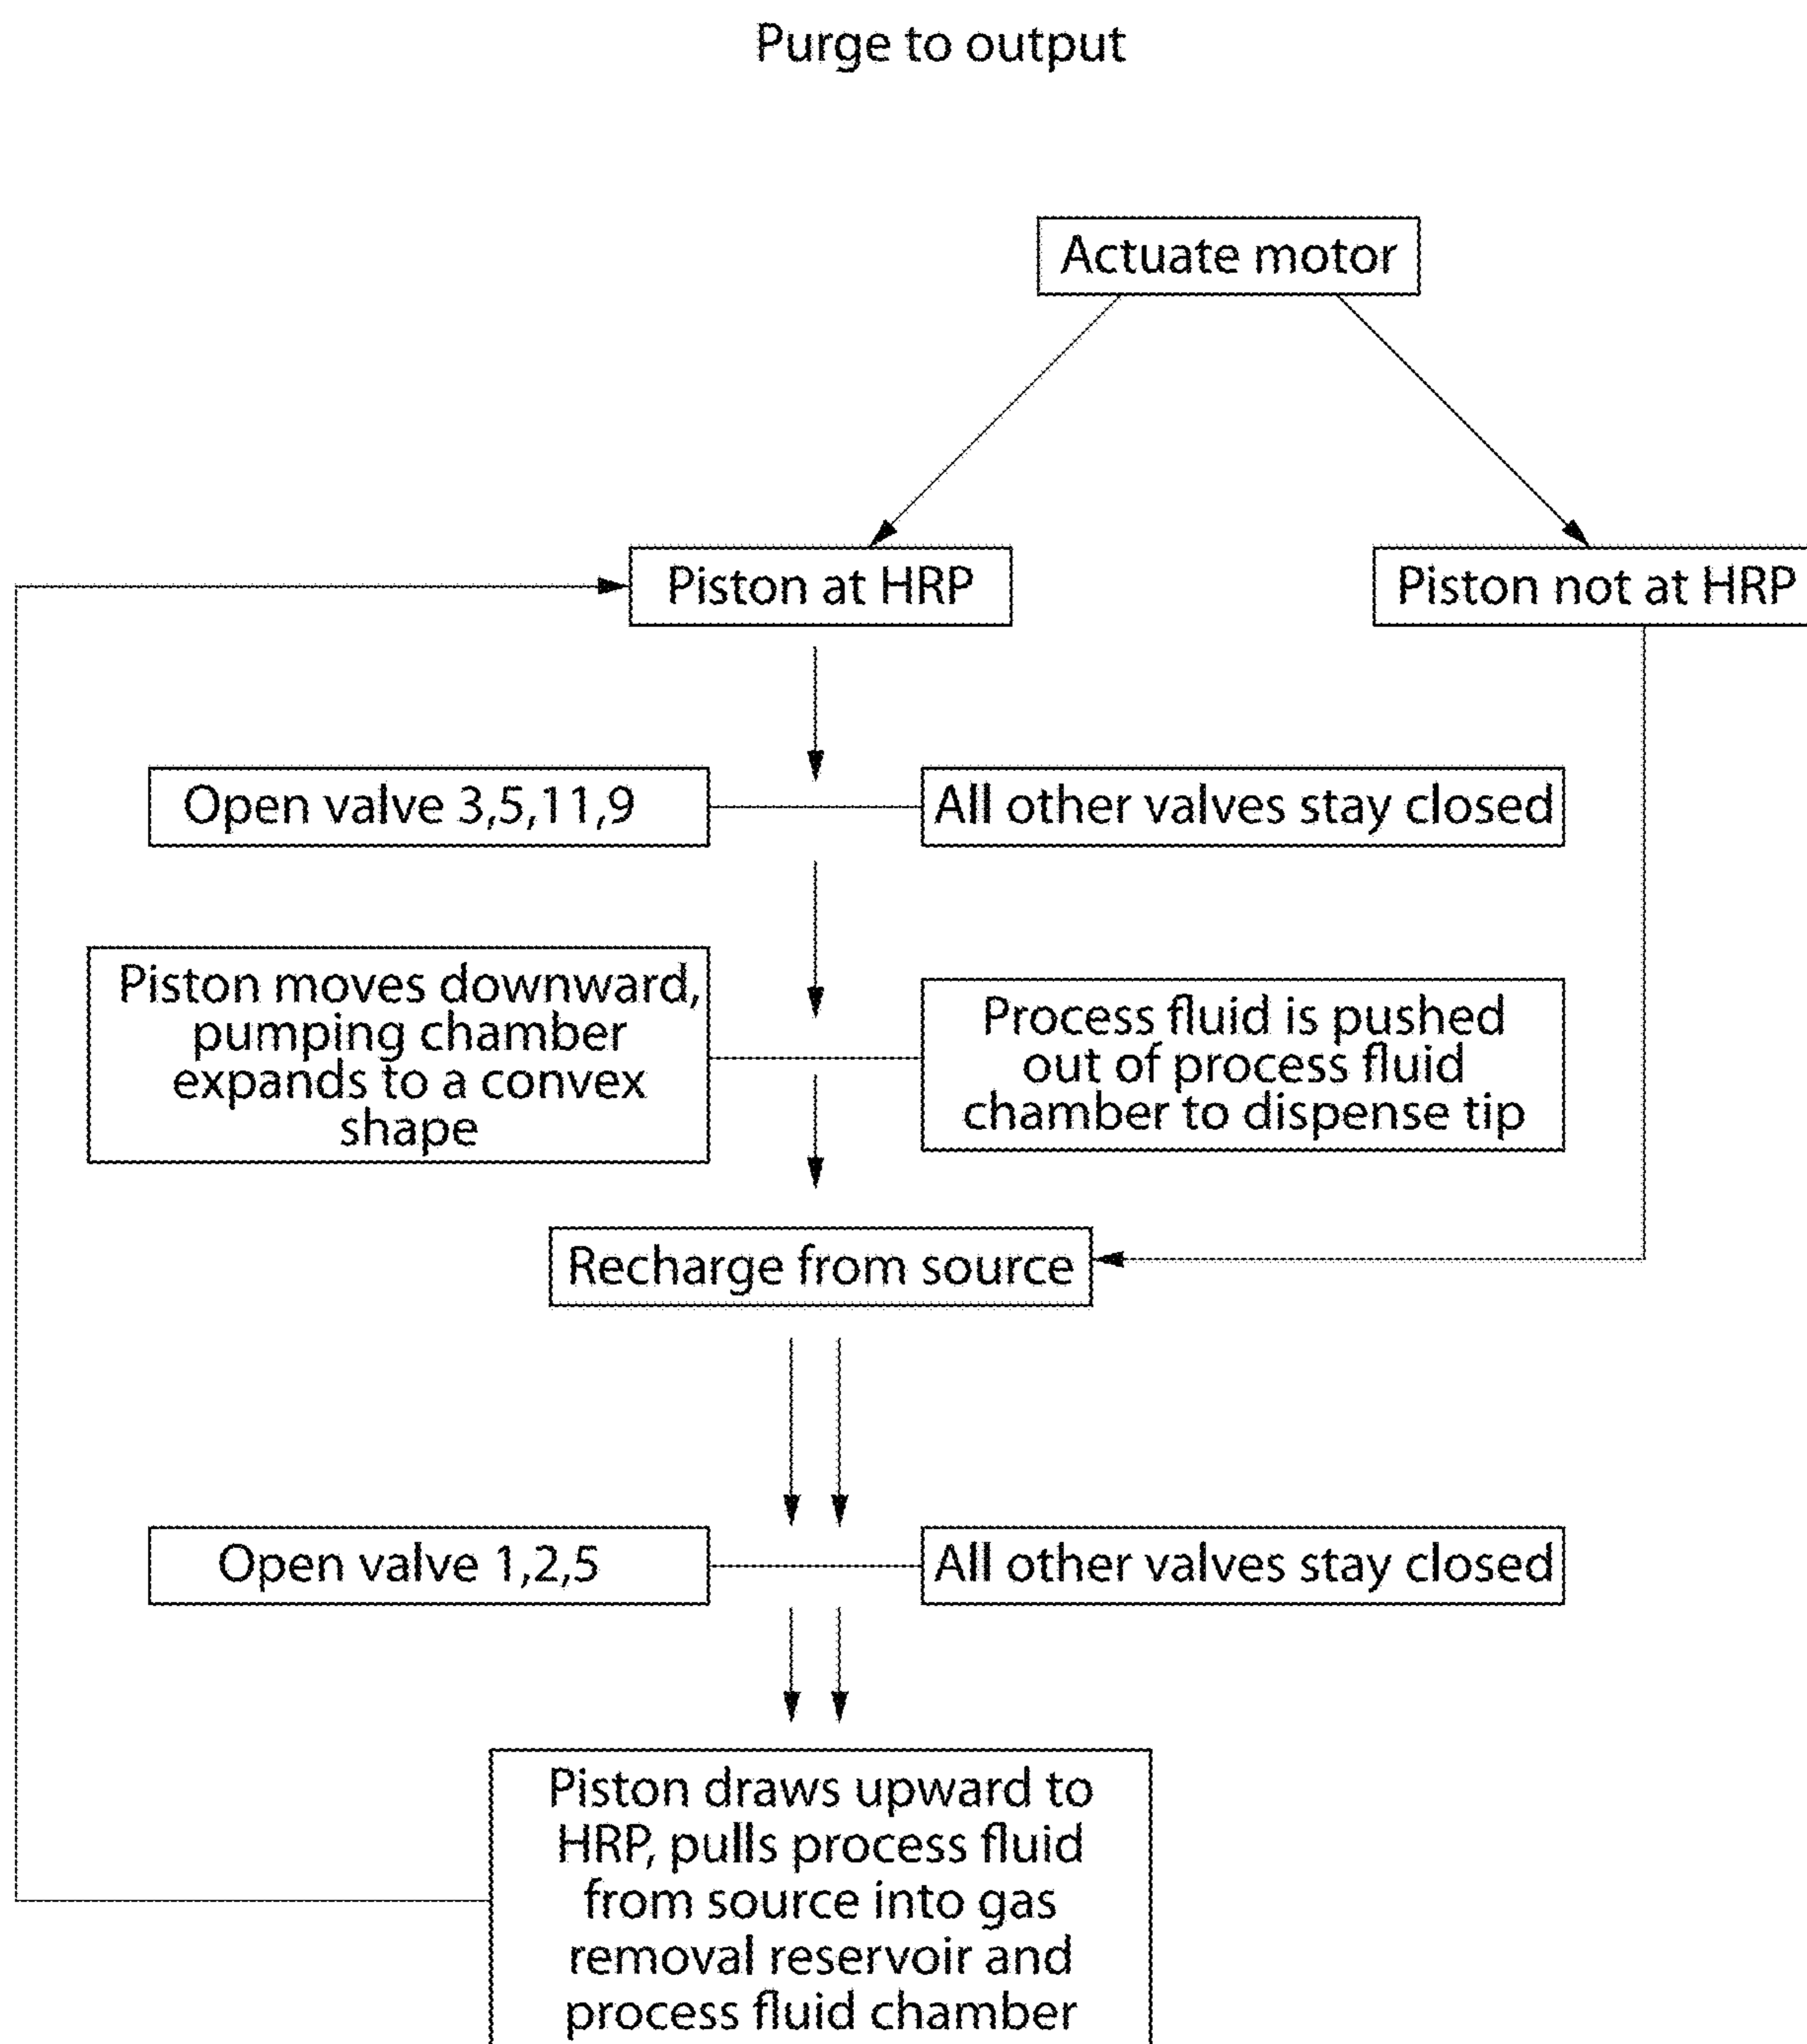 Purge to output
Actuate motor
Piston at HRP
Piston not at HRP
Open valve 3,5,11,9
All other valves stay closed
Piston moves downward,
pumping chamber
expands to a convex
shape
Process fluid is pushed
out of process fluid
chamber to dispense tip
Recharge from source
Open valve 1,2,5
All other valves stay closed
Piston draws upward to
HRP, pulls process fluid
from source into gas
removal reservoir and
process fluid chamber